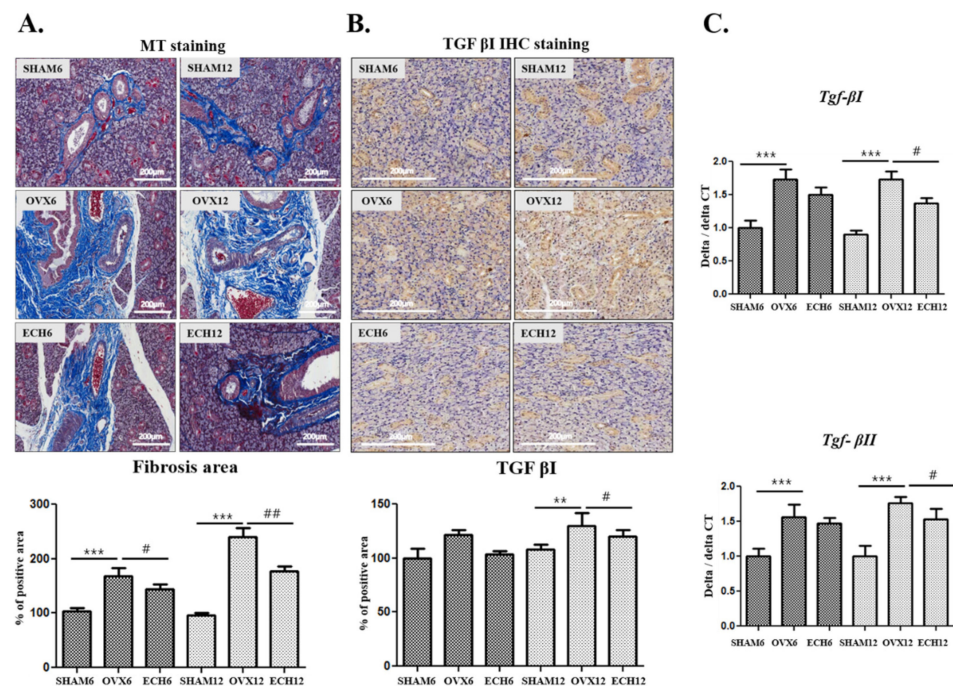 A.
MT staining
SHAM6
SHAM12
200μm
200μm
OVX6
OVX12
200μm
200μm
ECH6
ECH12
200μm
200μm
Fibrosis area
% of positive area
300
200
100
0
***
#
***
##
SHAM6 OVX6 ECH6 SHAM12 OVX12 ECH12
B.
TGF βI IHC staining
SHAM6
SHAM12
200μm
200μm
OVX6
OVX12
200μm
200μm
ECH6
ECH12
200μm
200μm
TGF βI
% of positive area
150
100
50
0
**
#
SHAM6 OVX6 ECH6 SHAM12 OVX12 ECH12
C.
Tgf-βI
Delta / delta CT
2.0
1.5
1.0
0.5
0.0
***
***
#
SHAM6 OVX6 ECH6 SHAM12 OVX12 ECH12
Tgf- βII
Delta / delta CT
2.0
1.5
1.0
0.5
0.0
***
***
#
SHAM6 OVX6 ECH6 SHAM12 OVX12 ECH12